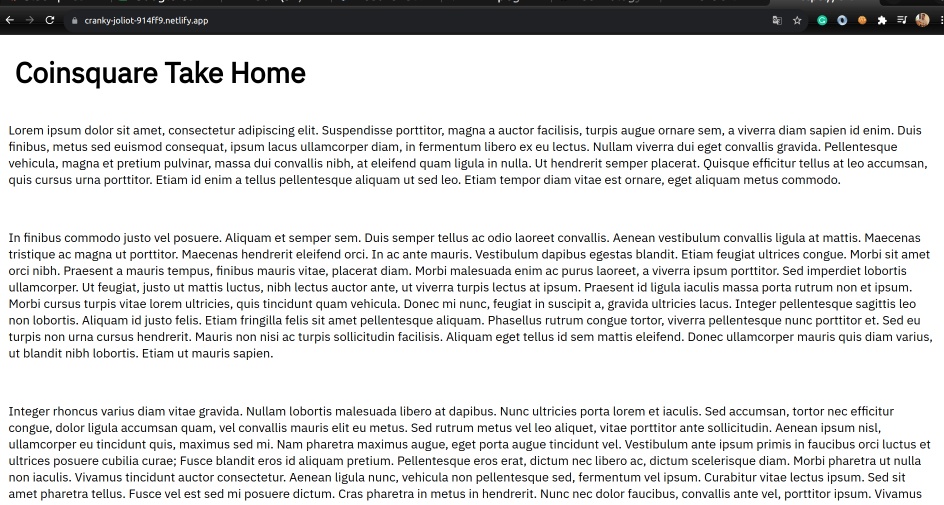 cranky-joliot-914ff9.netlify.app
Coinsquare Take Home
Lorem ipsum dolor sit amet, consectetur adipiscing elit. Suspendisse porttitor, magna a auctor facilisis, turpis augue ornare sem, a viverra diam sapien id enim. Duis
finibus, metus sed euismod consequat, ipsum lacus ullamcorper diam, in fermentum libero ex eu lectus. Nullam viverra dui eget convallis gravida. Pellentesque
vehicula, magna et pretium pulvinar, massa dui convallis nibh, at eleifend quam ligula in nulla. Ut hendrerit semper placerat. Quisque efficitur tellus at leo accumsan,
quis cursus urna porttitor. Etiam id enim a tellus pellentesque aliquam ut sed leo. Etiam tempor diam vitae est ornare, eget aliquam metus commodo.
In finibus commodo justo vel posuere. Aliquam et semper sem. Duis semper tellus ac odio laoreet convallis. Aenean vestibulum convallis ligula at mattis. Maecenas
tristique ac magna ut porttitor. Maecenas hendrerit eleifend orci. In ac ante mauris. Vestibulum dapibus egestas blandit. Etiam feugiat ultrices congue. Morbi sit amet
orci nibh. Praesent a mauris tempus, finibus mauris vitae, placerat diam. Morbi malesuada enim ac purus laoreet, a viverra ipsum porttitor. Sed imperdiet lobortis
ullamcorper. Ut feugiat, justo ut mattis luctus, nibh lectus auctor ante, ut viverra turpis lectus at ipsum. Praesent id ligula iaculis massa porta rutrum non et ipsum.
Morbi cursus turpis vitae lorem ultricies, quis tincidunt quam vehicula. Donec mi nunc, feugiat in suscipit a, gravida ultricies lacus. Integer pellentesque sagittis leo
non lobortis. Aliquam id justo felis. Etiam fringilla felis sit amet pellentesque aliquam. Phasellus rutrum congue tortor, viverra pellentesque nunc porttitor et. Sed eu
turpis non urna cursus hendrerit. Mauris non nisi ac turpis sollicitudin facilisis. Aliquam eget tellus id sem mattis eleifend. Donec ullamcorper mauris quis diam varius,
ut blandit nibh lobortis. Etiam ut mauris sapien.
Integer rhoncus varius diam vitae gravida. Nullam lobortis malesuada libero at dapibus. Nunc ultricies porta lorem et iaculis. Sed accumsan, tortor nec efficitur
congue, dolor ligula accumsan quam, vel convallis mauris elit eu metus. Sed rutrum metus vel leo aliquet, vitae porttitor ante sollicitudin. Aenean ipsum nisl,
ullamcorper eu tincidunt quis, maximus sed mi. Nam pharetra maximus augue, eget porta augue tincidunt vel. Vestibulum ante ipsum primis in faucibus orci luctus et
ultrices posuere cubilia curae; Fusce blandit eros id aliquam pretium. Pellentesque eros erat, dictum nec libero ac, dictum scelerisque diam. Morbi pharetra ut nulla
non iaculis. Vivamus tincidunt auctor consectetur. Aenean ligula nunc, vehicula non pellentesque sed, fermentum vel ipsum. Curabitur vitae lectus ipsum. Sed sit
amet pharetra tellus. Fusce vel est sed mi posuere dictum. Cras pharetra in metus in hendrerit. Nunc nec dolor faucibus, convallis ante vel, porttitor ipsum. Vivamus